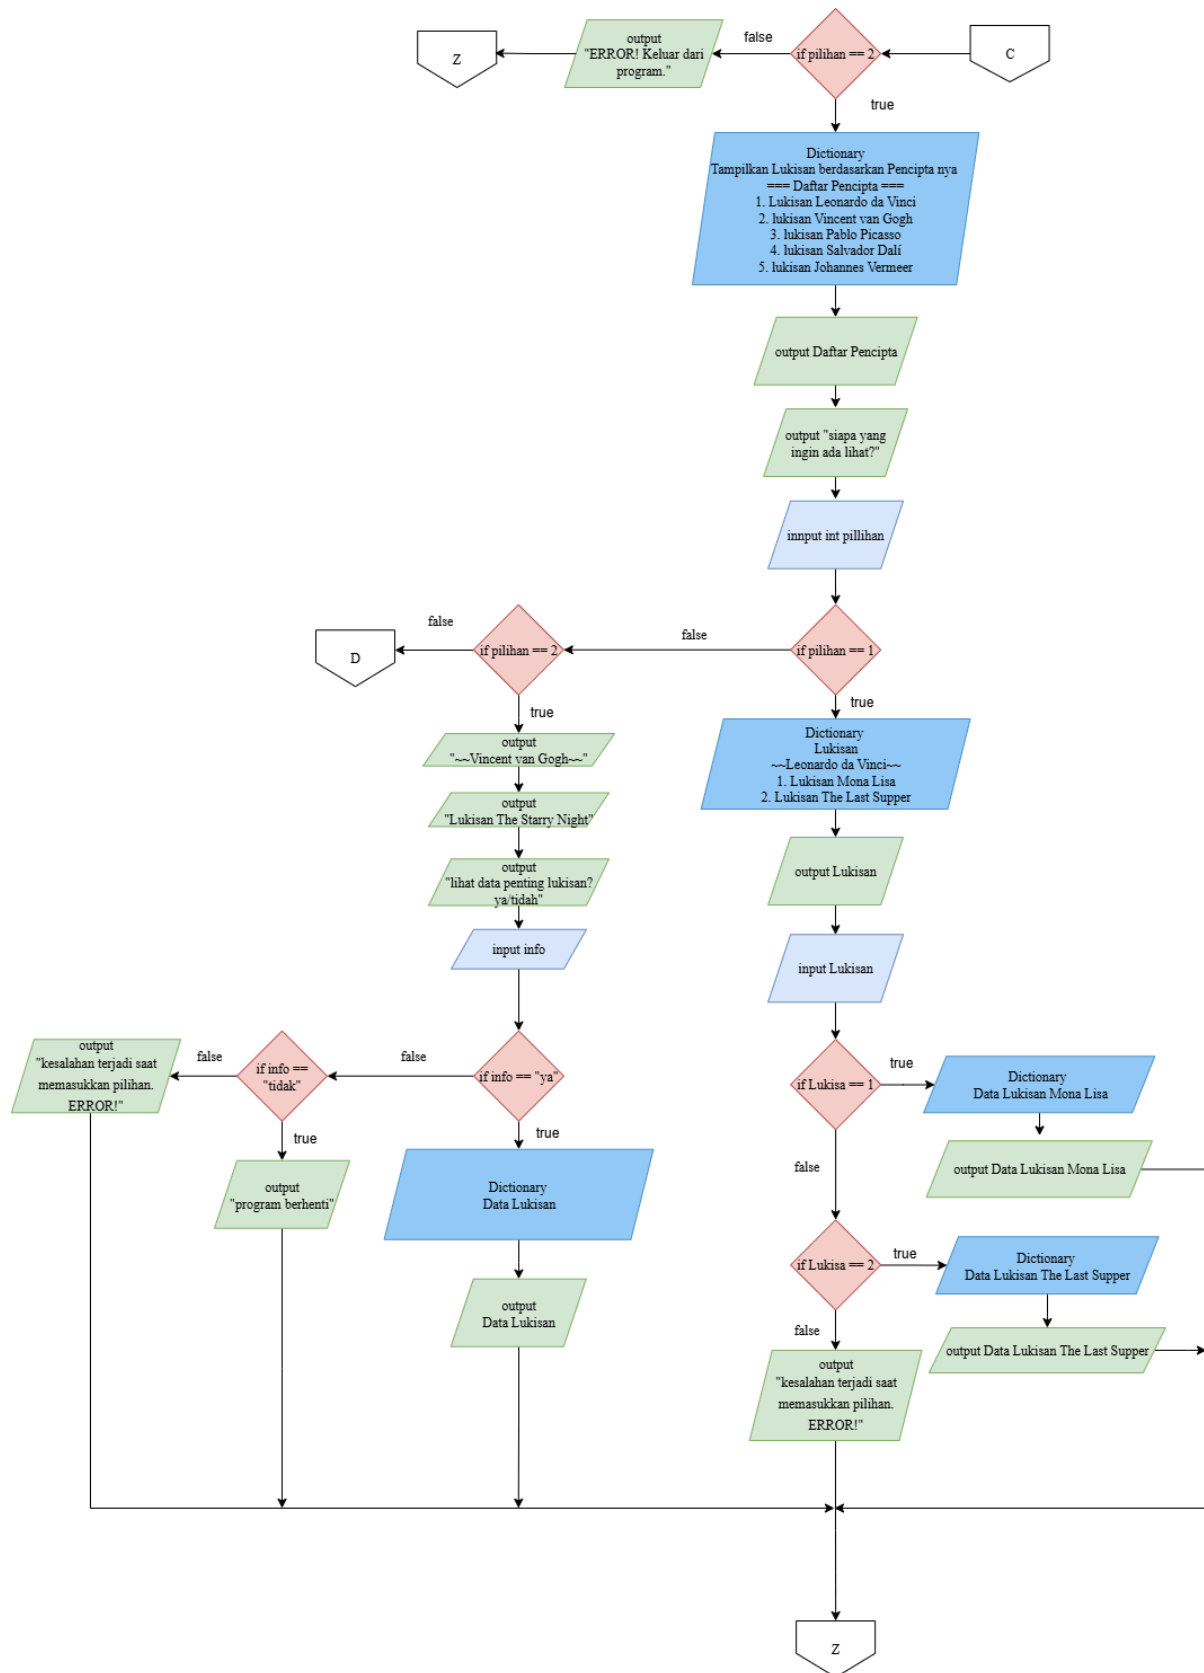 Z
output
"ERROR! Keluar dari
program."
false
if pilihan == 2
C
true
Dictionary
Tampilkan Lukisan berdasarkan Pencipta nya
=== Daftar Pencipta ===
1. Lukisan Leonardo da Vinci
2. lukisan Vincent van Gogh
3. lukisan Pablo Picasso
4. lukisan Salvador Dalí
5. lukisan Johannes Vermeer
output Daftar Pencipta
output "siapa yang
ingin ada lihat?"
innput int pillihan
D
false
if pilihan == 2
false
if pilihan == 1
true
true
output
"~~Vincent van Gogh~~"
output
"Lukisan The Starry Night"
output
"lihat data penting lukisan?
ya/tidah"
input info
Dictionary
Lukisan
~~Leonardo da Vinci~~
1. Lukisan Mona Lisa
2. Lukisan The Last Supper
output Lukisan
input Lukisan
output
"kesalahan terjadi saat
memasukkan pilihan.
ERROR!"
false
if info ==
"tidak"
false
if info == "ya"
true
true
output
"program berhenti"
Dictionary
Data Lukisan
output
Data Lukisan
if Lukisa == 1
true
Dictionary
Data Lukisan Mona Lisa
output Data Lukisan Mona Lisa
false
if Lukisa == 2
true
Dictionary
Data Lukisan The Last Supper
output Data Lukisan The Last Supper
false
output
"kesalahan terjadi saat
memasukkan pilihan.
ERROR!"
Z